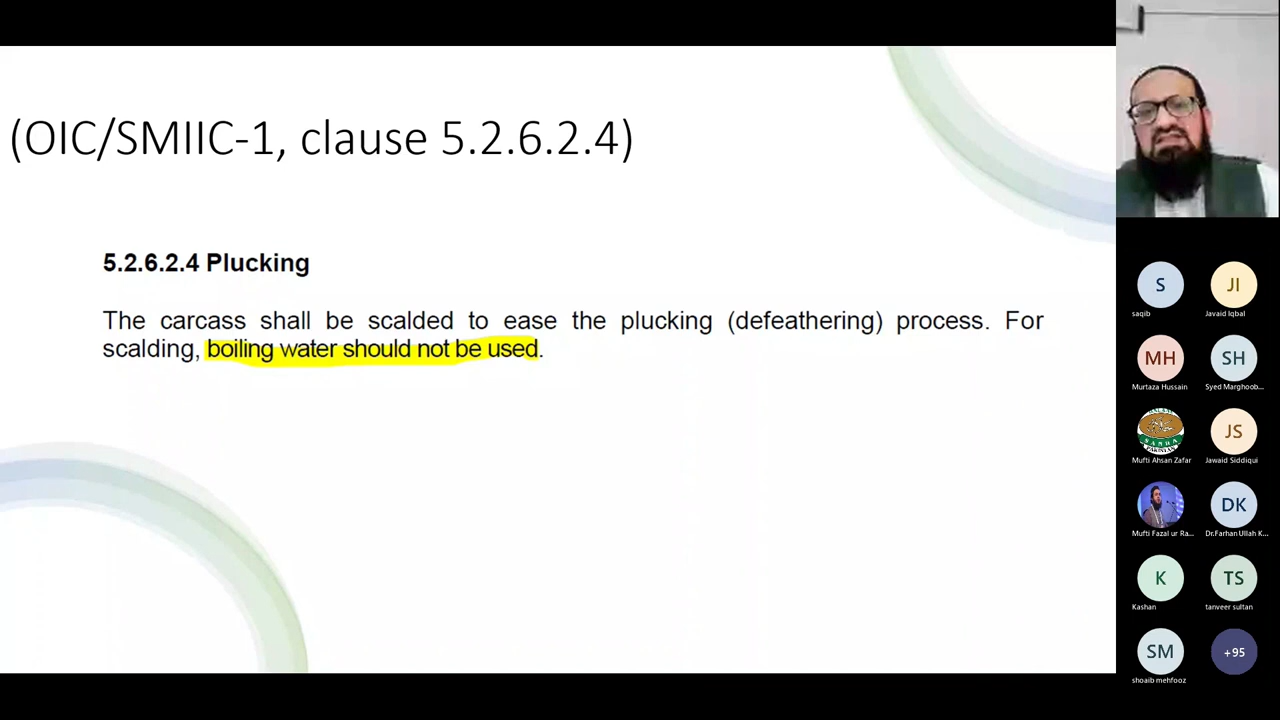 (OIC/SMIIC-1, clause 5.2.6.2.4)
5.2.6.2.4 Plucking
The carcass shall be scalded to ease the plucking (defeathering) process. For
scalding, boiling water should not be used.
S
saqib
JI
Javaid Iqbal
MH
Murtaza Hussain
SH
Syed Marghoob...
Mufti Ahsan Zafar
JS
Jawaid Siddiqui
Mufti Fazal ur Ra...
DK
Dr.Farhan Ullah K...
K
Kashan
TS
tanveer sultan
SM
shoaib mehfooz
+95